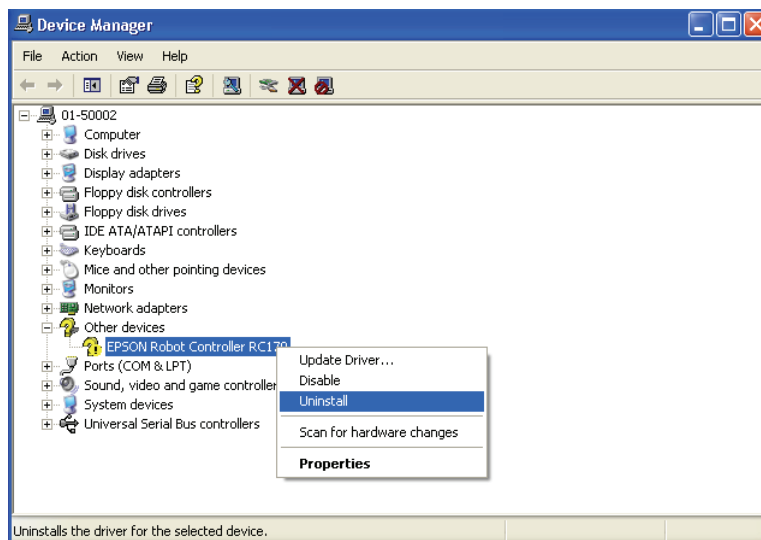 Device Manager
File Action View Help
01-50002
Computer
Disk drives
Display adapters
Floppy disk controllers
Floppy disk drives
IDE ATA/ATAPI controllers
Keyboards
Mice and other pointing devices
Monitors
Network adapters
Other devices
EPSON Robot Controller RC170
Ports (COM & LPT)
Sound, video and game controller
System devices
Universal Serial Bus controllers
Update Driver...
Disable
Uninstall
Scan for hardware changes
Properties
Uninstalls the driver for the selected device.